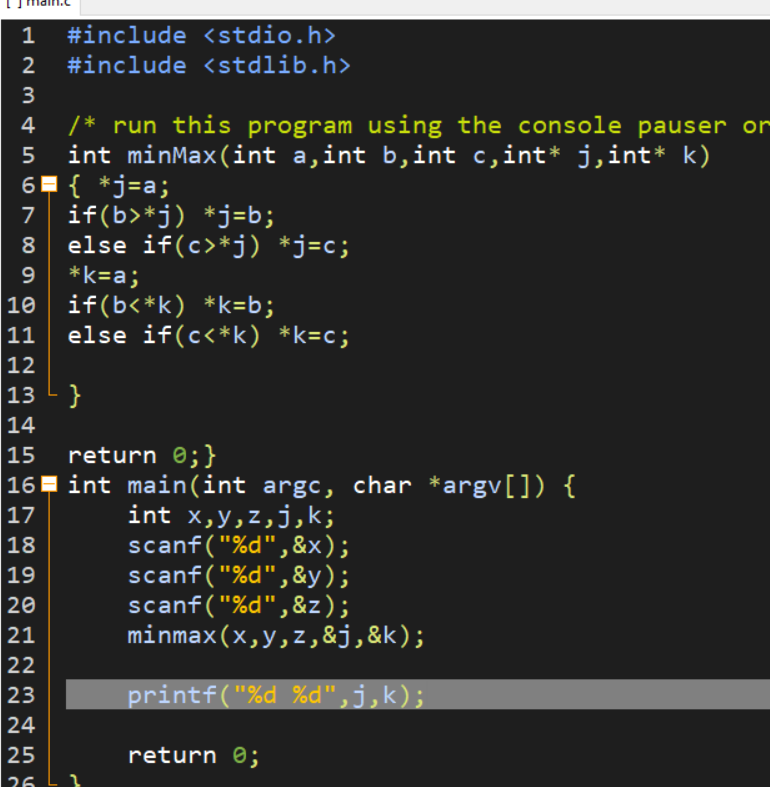 [ ] main.c
1 #include <stdio.h>
2 #include <stdlib.h>
3
4 /* run this program using the console pauser or
5 int minMax(int a,int b,int c,int* j,int* k)
6 { *j=a;
7 if(b>*j) *j=b;
8 else if(c>*j) *j=c;
9 *k=a;
10 if(b<*k) *k=b;
11 else if(c<*k) *k=c;
12
13 }
14
15 return 0;}
16 int main(int argc, char *argv[]) {
17 int x,y,z,j,k;
18 scanf("%d",&x);
19 scanf("%d",&y);
20 scanf("%d",&z);
21 minmax(x,y,z,&j,&k);
22
23 printf("%d %d",j,k);
24
25 return 0;
26 }